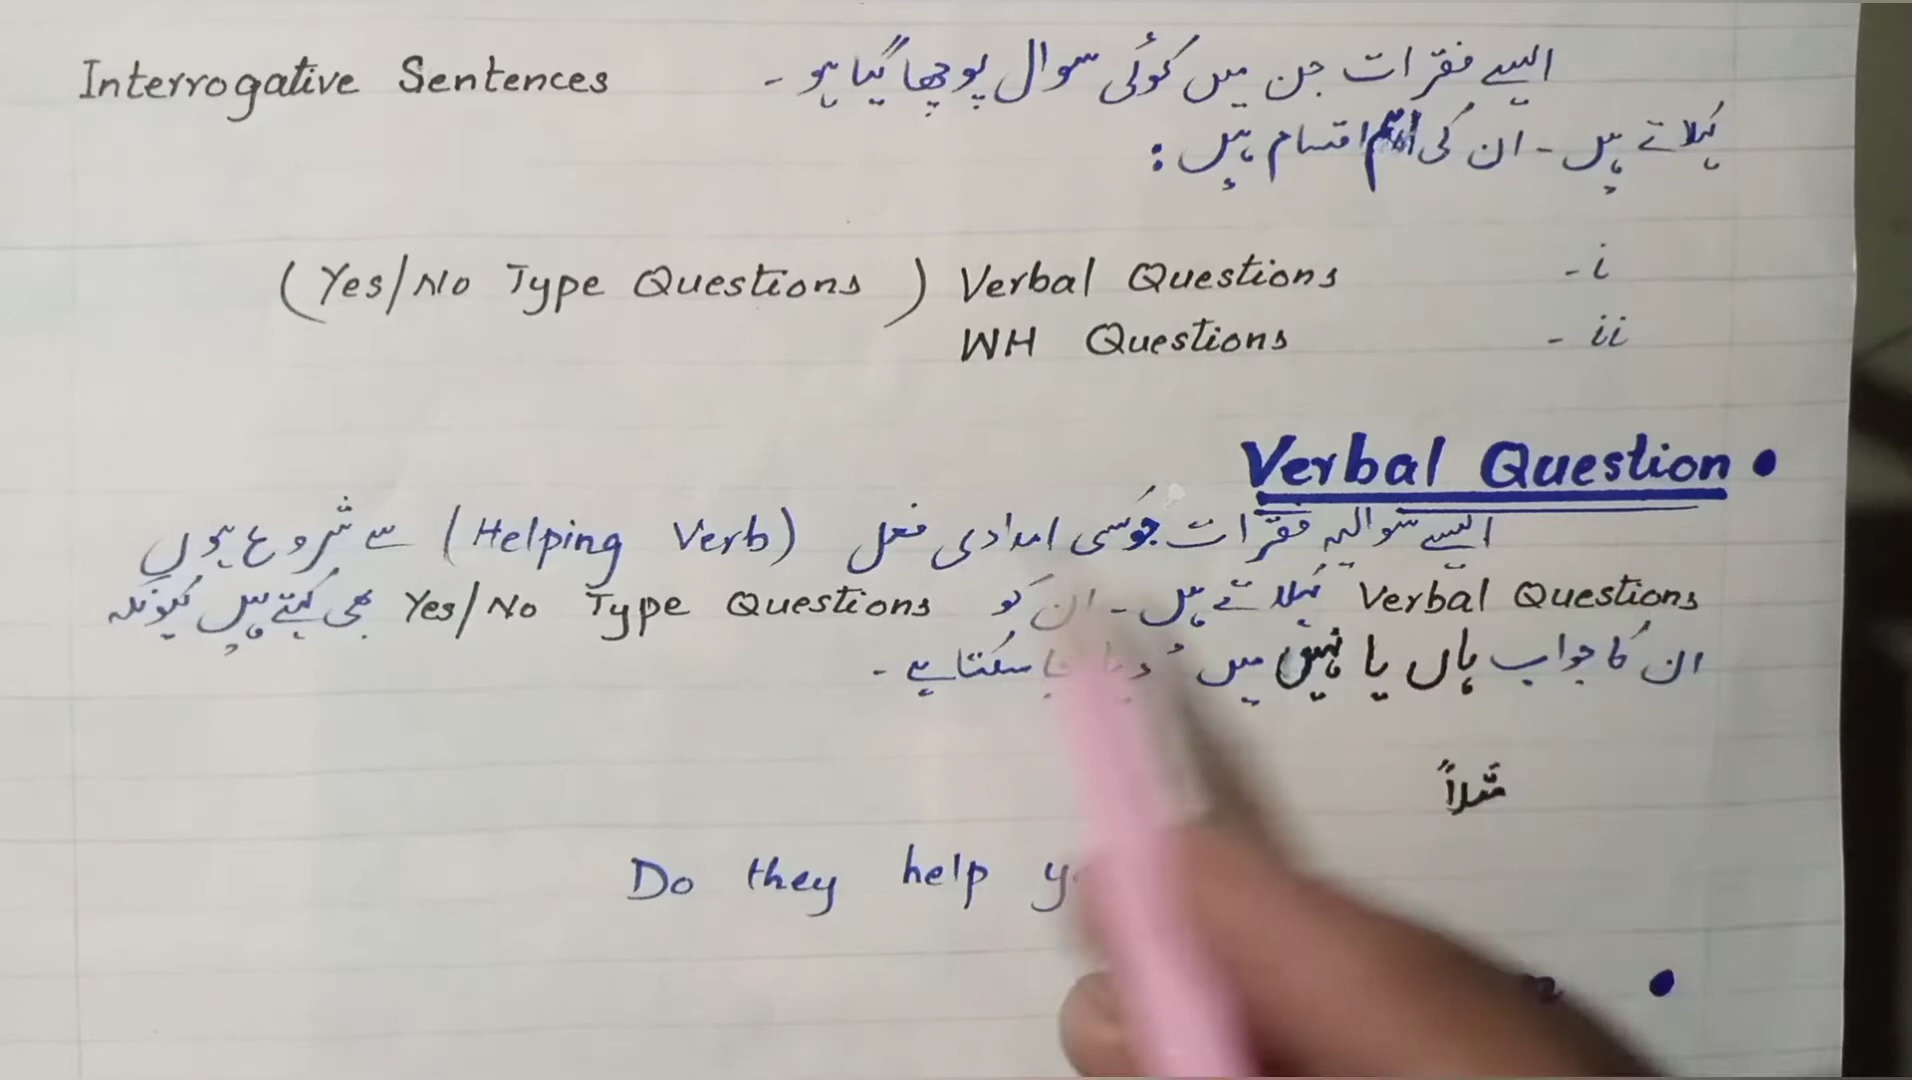 ایسے فقرات جن میں کوئی سوال پوچھا گیا ہو - Interrogative Sentences
کہلاتے ہیں - ان کی اقسام ہیں :
i - Verbal Questions (Yes/No Type Questions)
ii - WH Questions
• Verbal Question
ایسے سوالیہ فقرات جو کسی امدادی فعل (Helping Verb) سے شروع ہوں
Verbal Questions کہلاتے ہیں - ان کو Yes/No Type Questions بھی کہتے ہیں کیونکہ
ان کا جواب ہاں یا نہیں میں دیا جا سکتا ہے -
مثلاً
Do they help
•